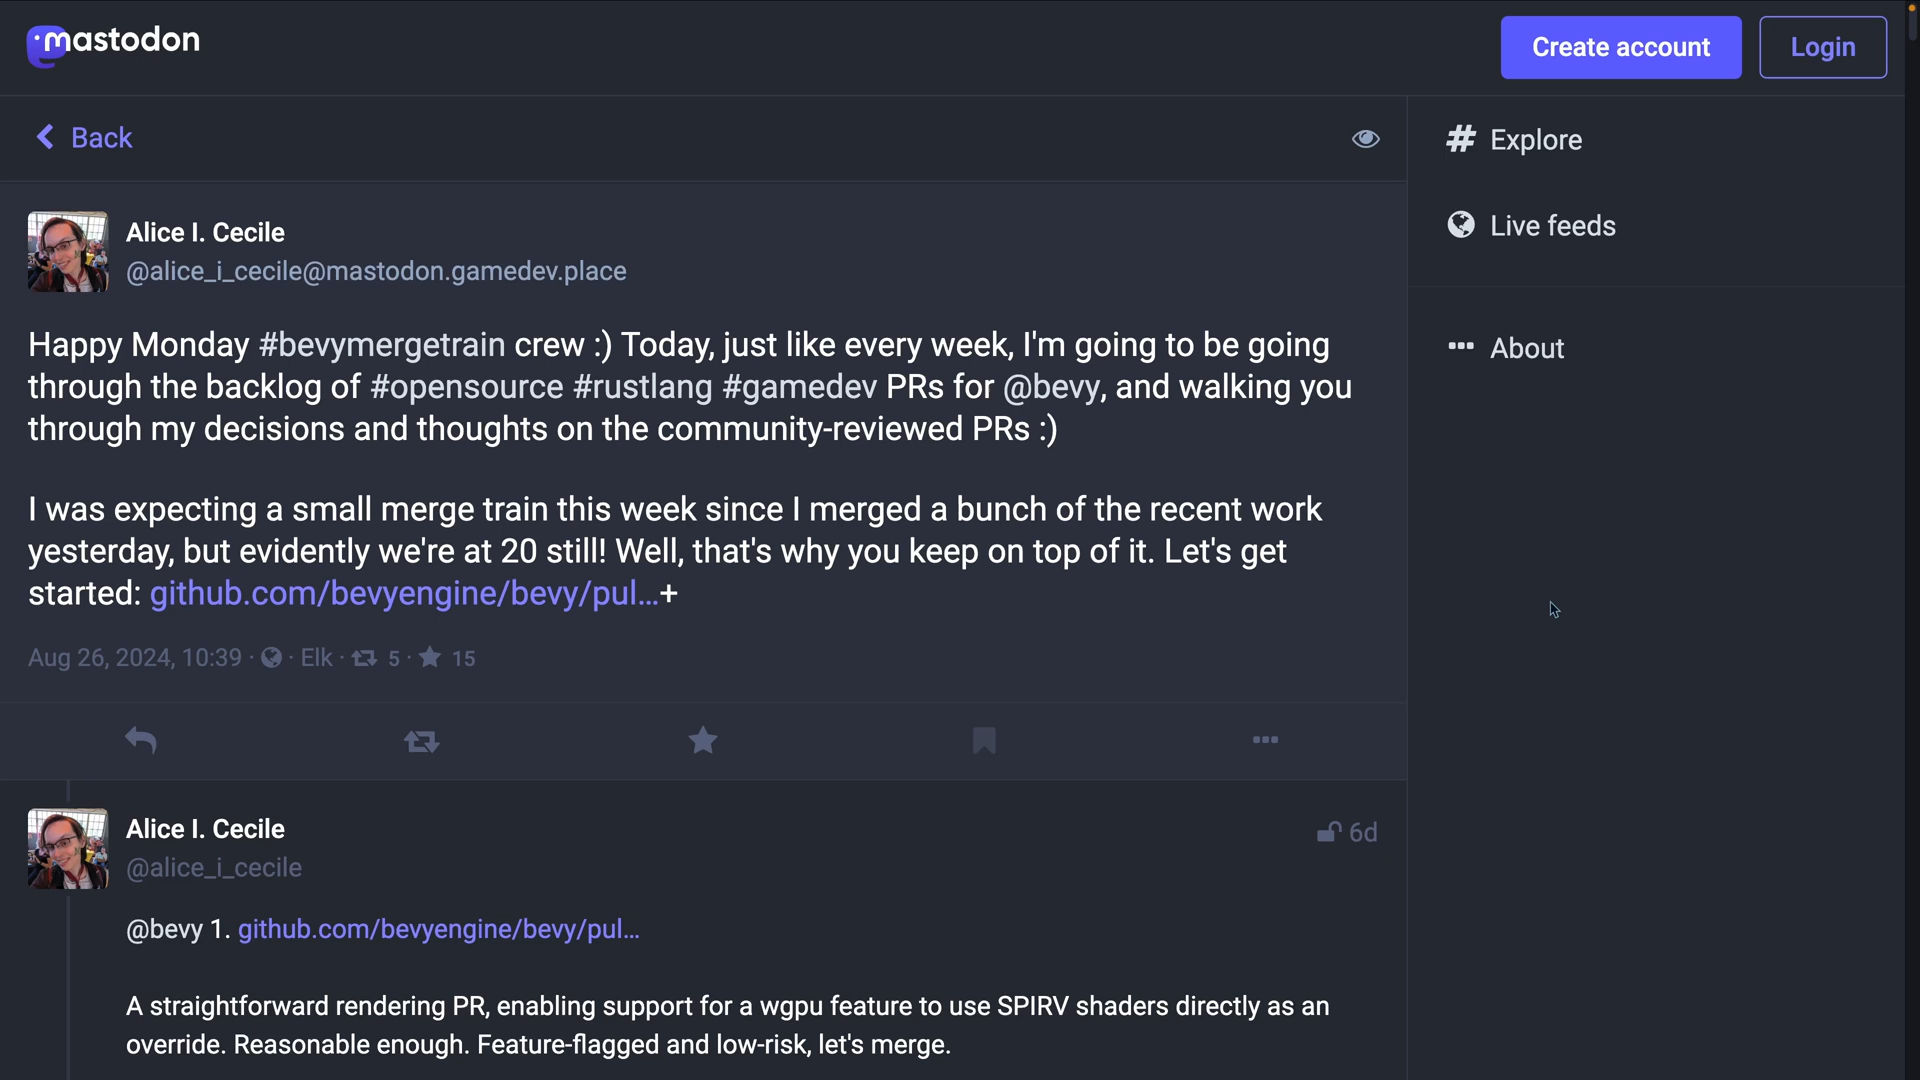 mastodon
Create account
Login
Back
Explore
Live feeds
About
Alice I. Cecile
@alice_i_cecile@mastodon.gamedev.place
Happy Monday #bevymergetrain crew :) Today, just like every week, I'm going to be going
through the backlog of #opensource #rustlang #gamedev PRs for @bevy, and walking you
through my decisions and thoughts on the community-reviewed PRs :)
I was expecting a small merge train this week since I merged a bunch of the recent work
yesterday, but evidently we're at 20 still! Well, that's why you keep on top of it. Let's get
started: github.com/bevyengine/bevy/pul…+
Aug 26, 2024, 10:39 · Elk · 5 · 15
Alice I. Cecile
6d
@alice_i_cecile
@bevy 1. github.com/bevyengine/bevy/pul…
A straightforward rendering PR, enabling support for a wgpu feature to use SPIRV shaders directly as an
override. Reasonable enough. Feature-flagged and low-risk, let's merge.